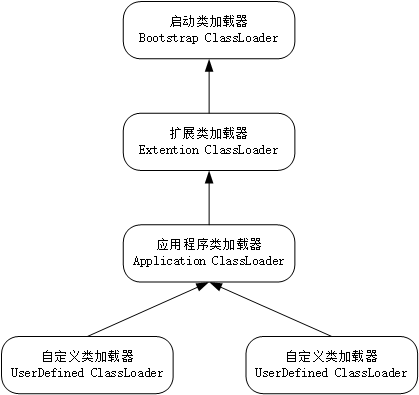 启动类加载器
Bootstrap ClassLoader
扩展类加载器
Extention ClassLoader
应用程序类加载器
Application ClassLoader
自定义类加载器
UserDefined ClassLoader
自定义类加载器
UserDefined ClassLoader